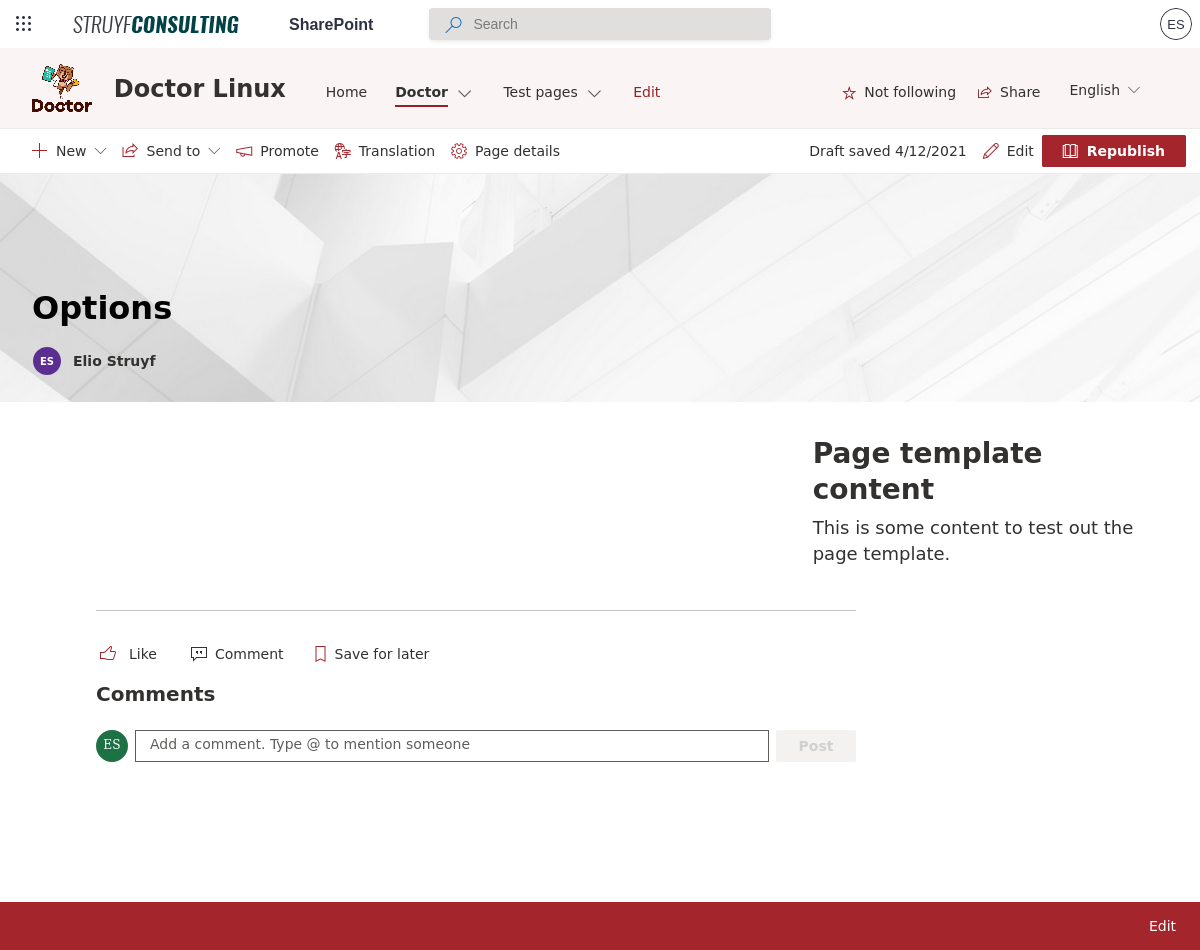 STRUYFCONSULTING SharePoint Search ES
Doctor Doctor Linux Home Doctor Test pages Edit Not following Share English
New Send to Promote Translation Page details Draft saved 4/12/2021 Edit Republish
Options
ES Elio Struyf
Page template
content
This is some content to test out the
page template.
Like Comment Save for later
Comments
ES Add a comment. Type @ to mention someone Post
Edit